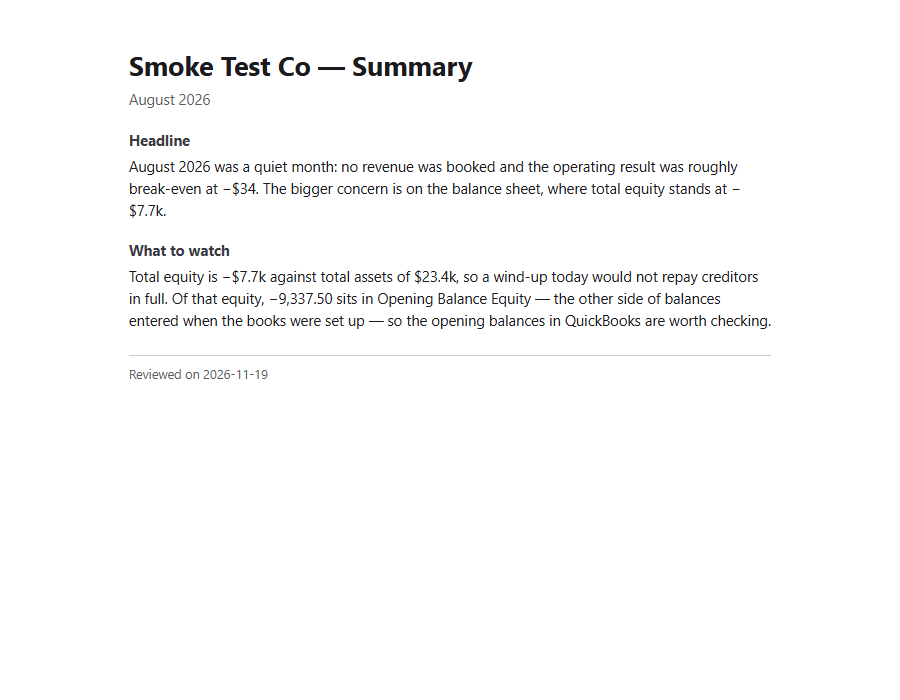 Smoke Test Co — Summary
August 2026
Headline
August 2026 was a quiet month: no revenue was booked and the operating result was roughly
break-even at −$34. The bigger concern is on the balance sheet, where total equity stands at −
$7.7k.
What to watch
Total equity is −$7.7k against total assets of $23.4k, so a wind-up today would not repay creditors
in full. Of that equity, −9,337.50 sits in Opening Balance Equity — the other side of balances
entered when the books were set up — so the opening balances in QuickBooks are worth checking.
Reviewed on 2026-11-19